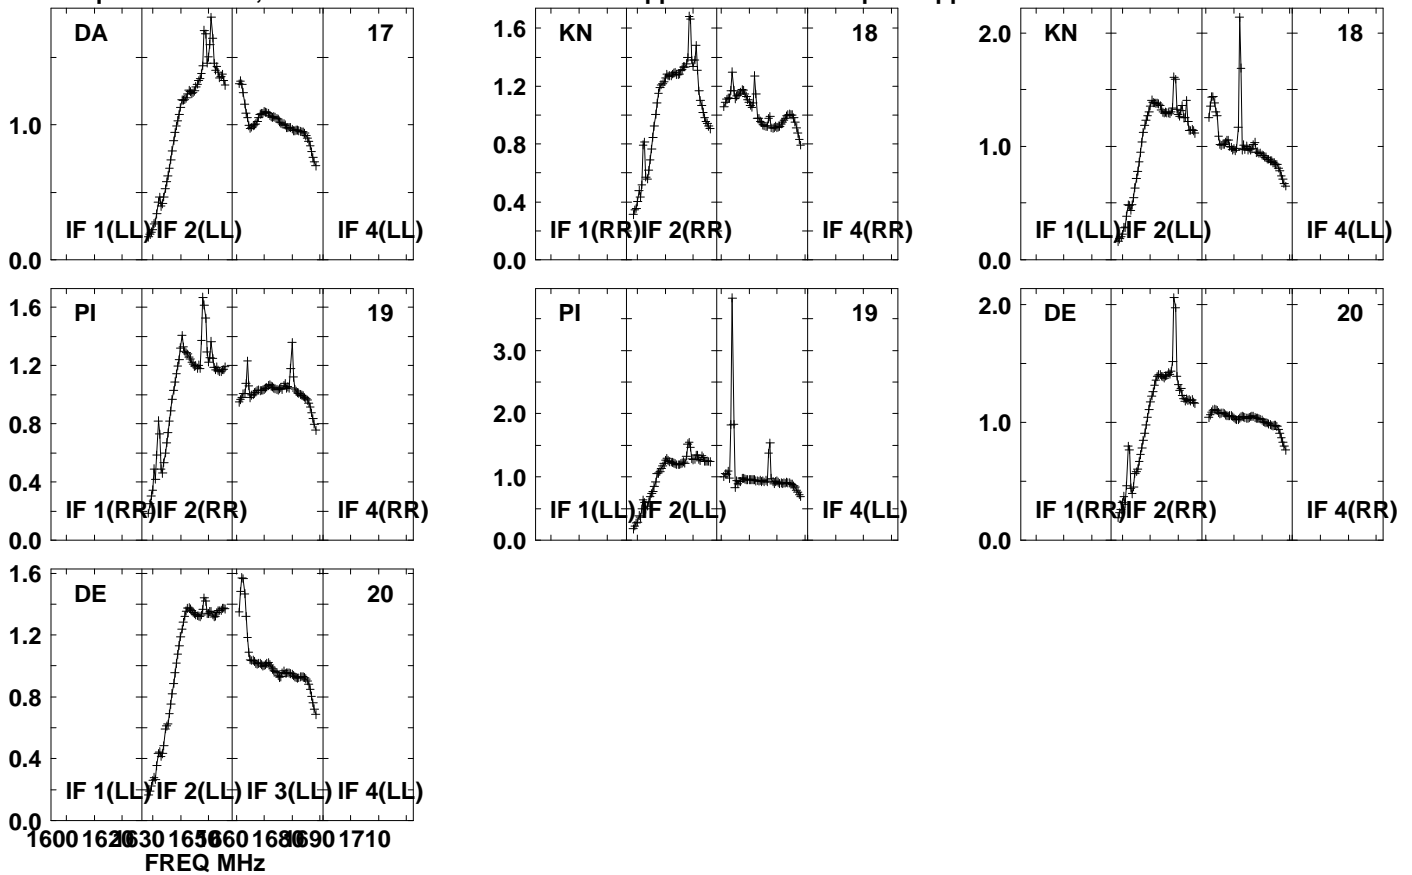 DA 17 KN 18 KN 18
1.6 2.0
1.0 1.2 1.0
0.8
0.4
IF 1(LL) IF 2(LL) IF 4(LL) IF 1(RR) IF 2(RR) IF 4(RR) IF 1(LL) IF 2(LL) IF 4(LL)
0.0 0.0 0.0
PI 19 PI 19 DE 20
1.6 3.0 2.0
1.2 2.0
0.8 1.0 1.0
0.4
IF 1(RR) IF 2(RR) IF 4(RR) IF 1(LL) IF 2(LL) IF 4(LL) IF 1(RR) IF 2(RR) IF 4(RR)
0.0 0.0 0.0
DE 20
1.6
1.2
0.8
0.4
IF 1(LL) IF 2(LL) IF 3(LL) IF 4(LL)
0.0
1600 1620 1630 1650 1660 1680 1690 1710
FREQ MHz